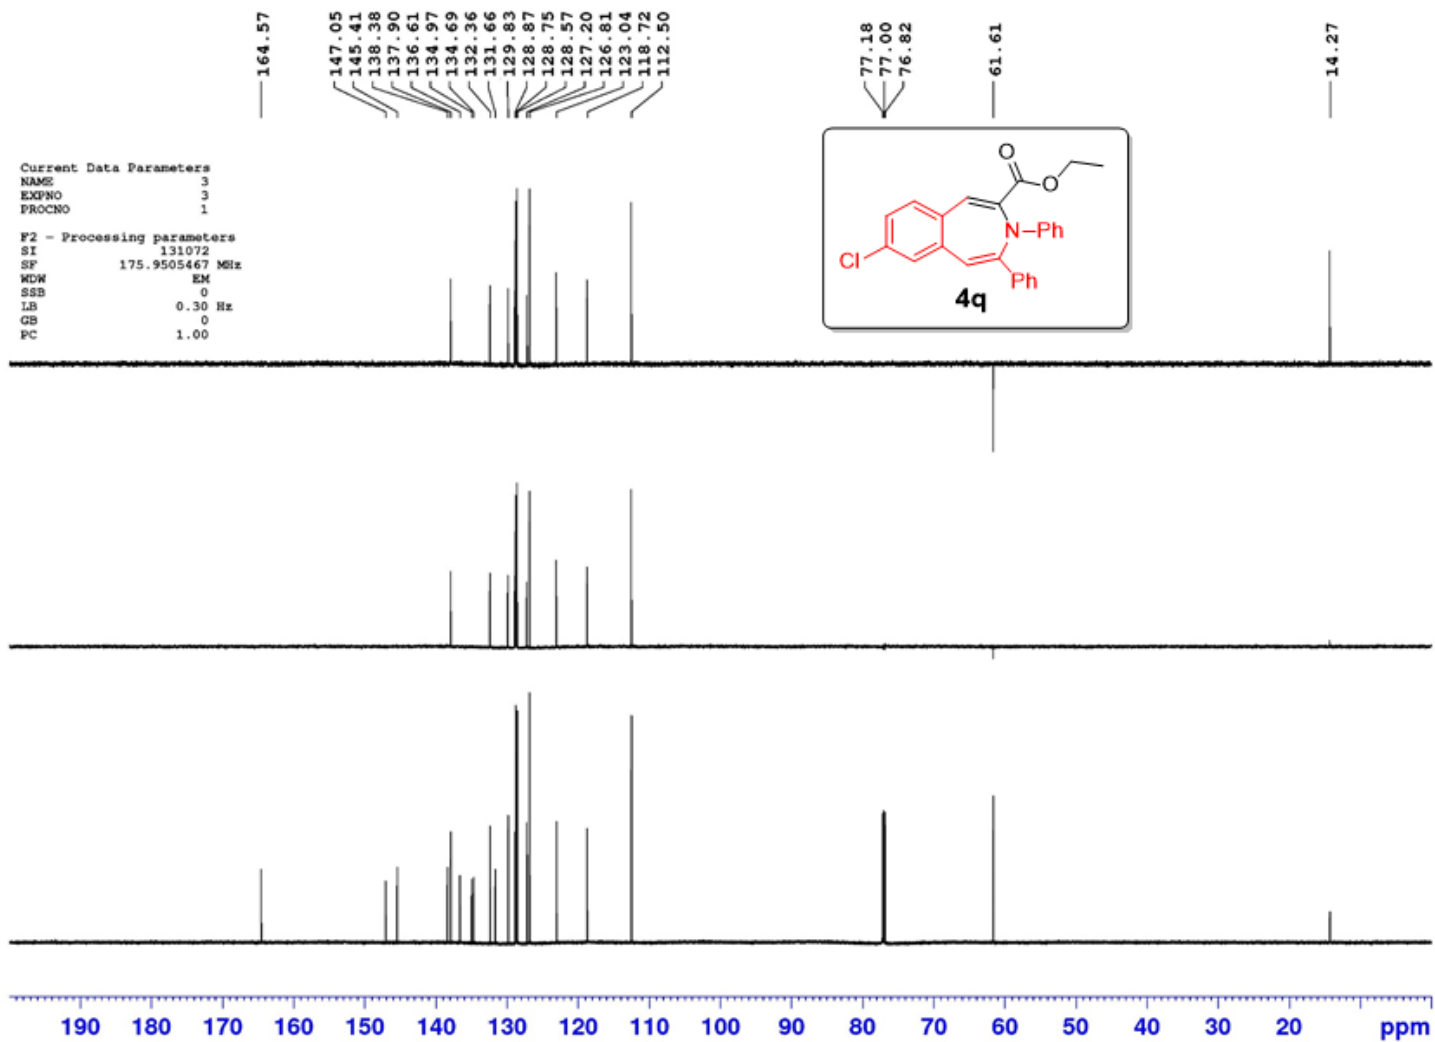 164.57
147.05
145.41
138.38
137.90
136.61
134.97
134.69
132.36
131.66
129.83
128.87
128.75
128.57
127.20
126.81
123.04
118.72
112.50
77.18
77.00
76.82
61.61
14.27
Current Data Parameters
NAME 3
EXPNO 3
PROCNO 1
F2 - Processing parameters
SI 131072
SF 175.9505467 MHz
WDW EM
SSB 0
LB 0.30 Hz
GB 0
PC 1.00
O
O
N
Ph
Cl
Ph
4q
190 180 170 160 150 140 130 120 110 100 90 80 70 60 50 40 30 20 ppm